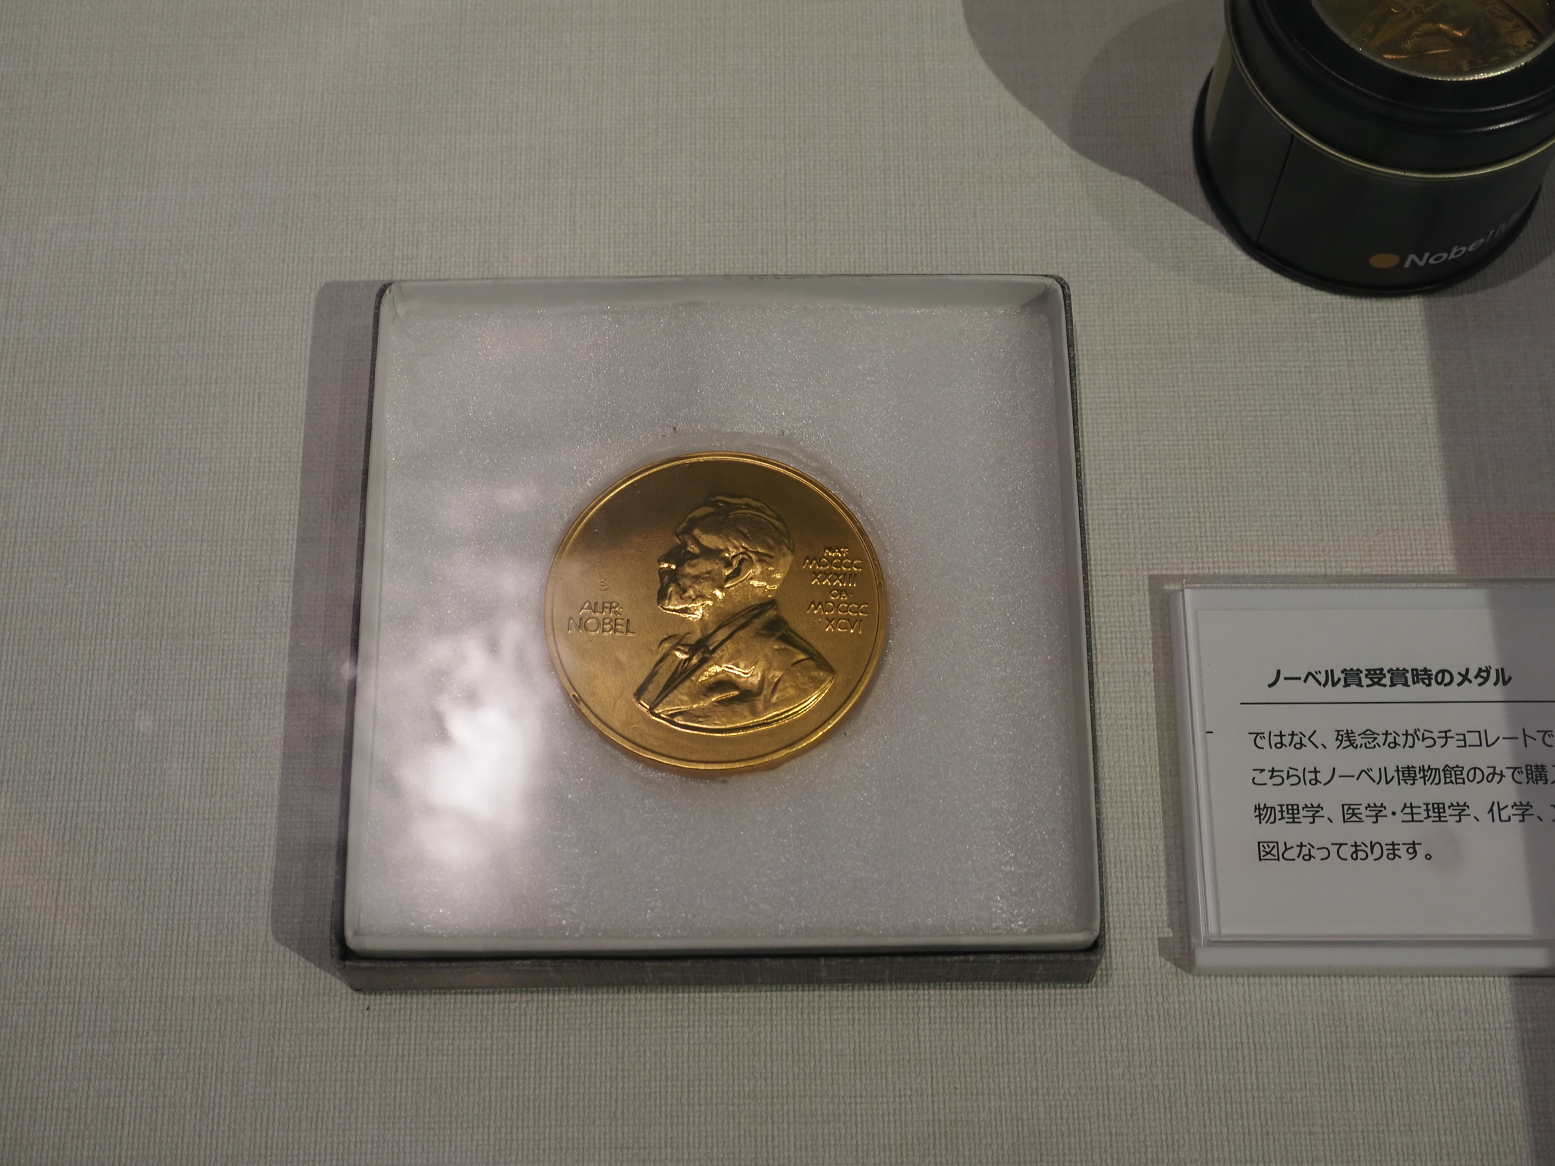 Nobel
ALFR·
NOBEL
NAT·
MDCCC
XXXIII
OB·
MDCCC
XCVI
ノーベル賞受賞時のメダル
ではなく、残念ながらチョコレートで
こちらはノーベル博物館のみで購入
物理学、医学・生理学、化学、
図となっております。